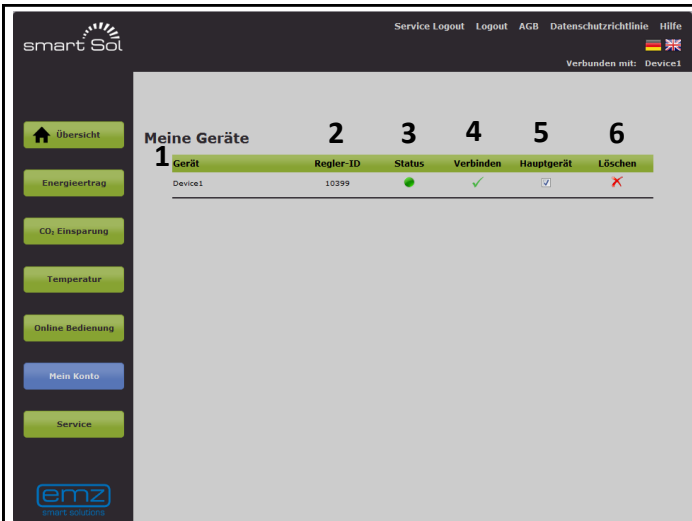 Service Logout Logout AGB Datenschutzrichtlinie Hilfe
smart Sol
Verbunden mit: Device1
Übersicht
Meine Geräte
2 3 4 5 6
1
Gerät Regler-ID Status Verbinden Hauptgerät Löschen
Device1 10399
Energieertrag
CO₂ Einsparung
Temperatur
Online Bedienung
Mein Konto
Service
emz
smart solutions